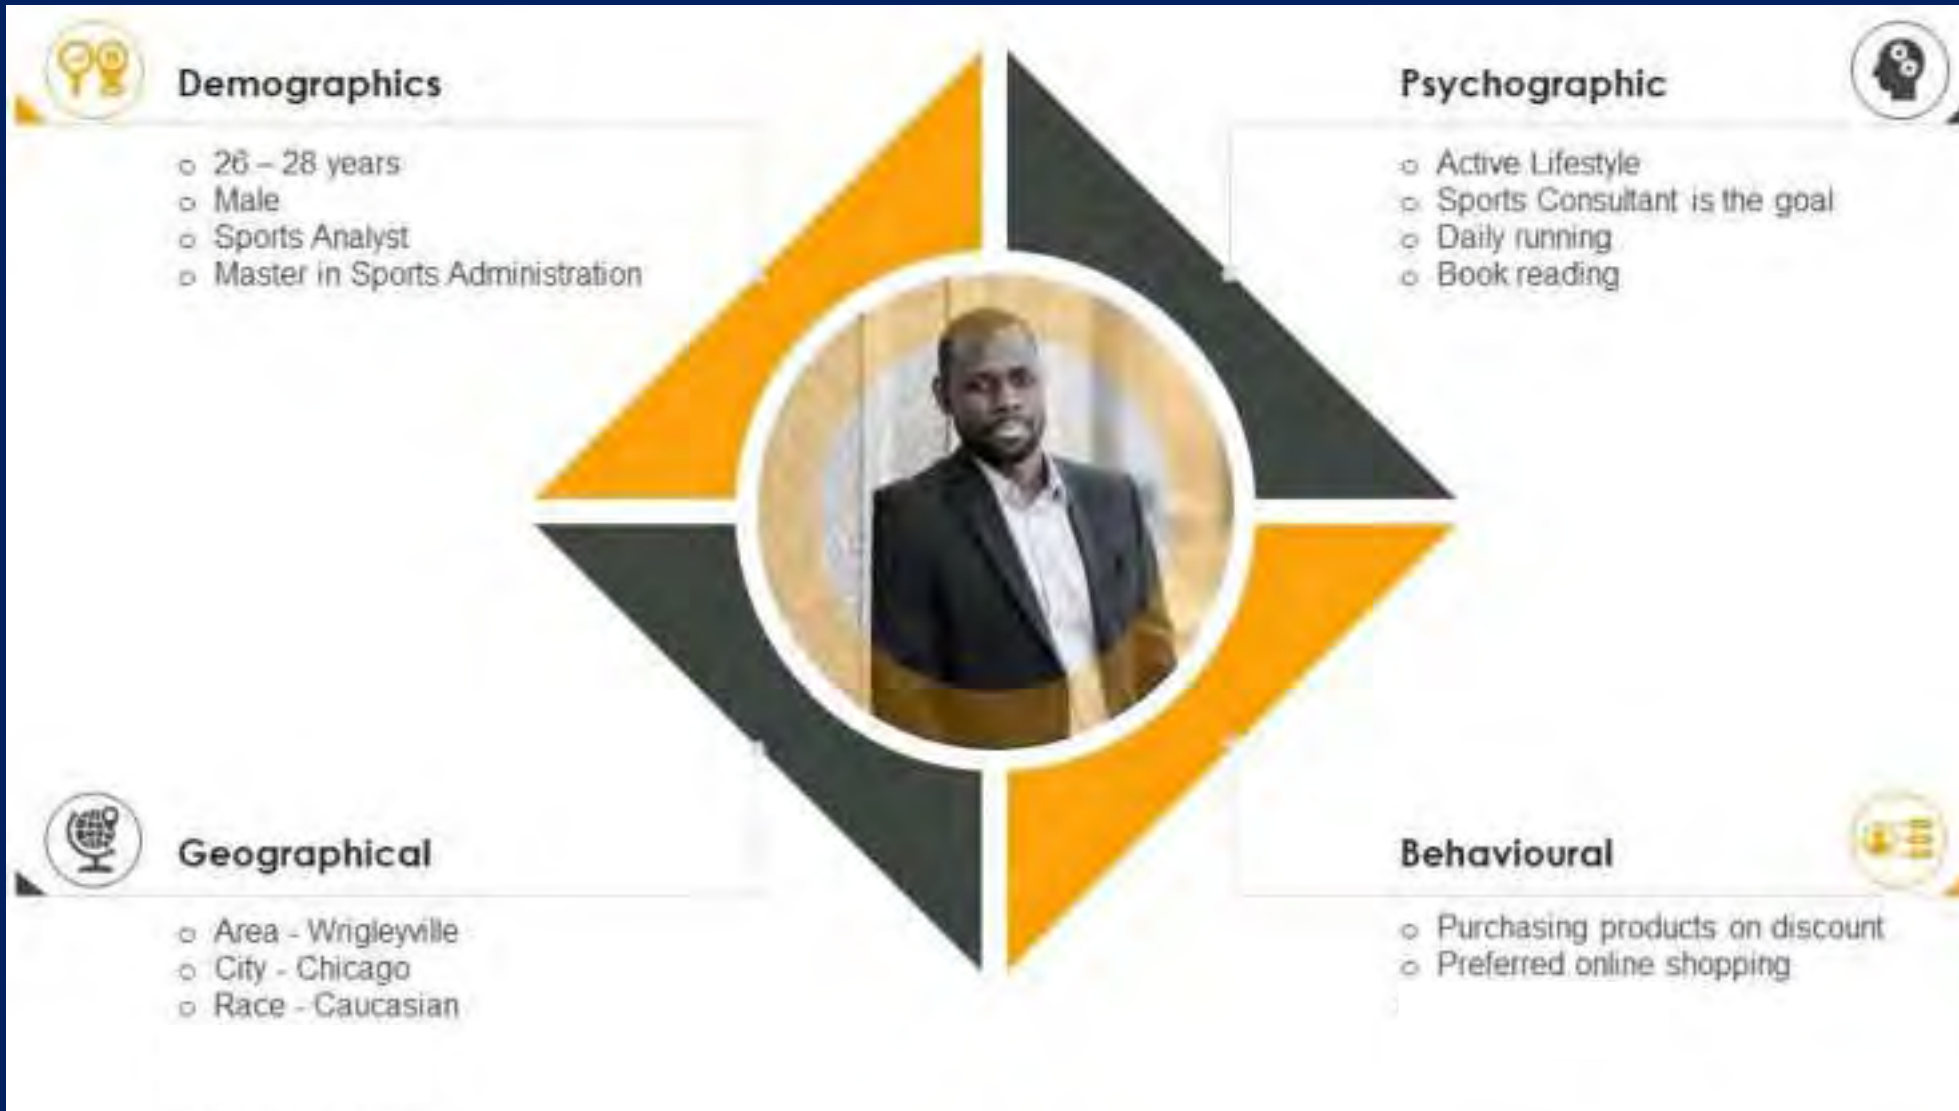 Demographics
o 26 – 28 years
o Male
o Sports Analyst
o Master in Sports Administration
Psychographic
o Active Lifestyle
o Sports Consultant is the goal
o Daily running
o Book reading
Geographical
o Area - Wrigleyville
o City - Chicago
o Race - Caucasian
Behavioural
o Purchasing products on discount
o Preferred online shopping